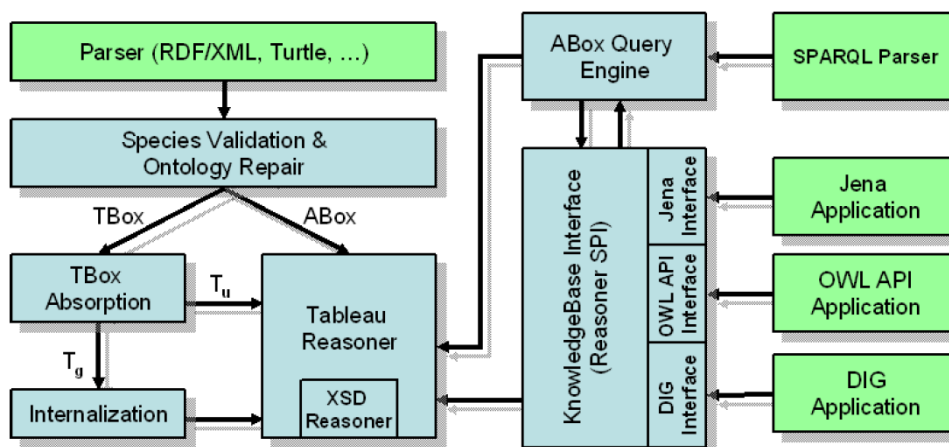 Parser (RDF/XML, Turtle, …)
Species Validation &
Ontology Repair
TBox
ABox
TBox
Absorption
Tu
Tg
Internalization
Tableau
Reasoner
XSD
Reasoner
ABox Query
Engine
KnowledgeBase Interface
(Reasoner SPI)
Jena
Interface
OWL API
Interface
DIG
Interface
SPARQL Parser
Jena
Application
OWL API
Application
DIG
Application